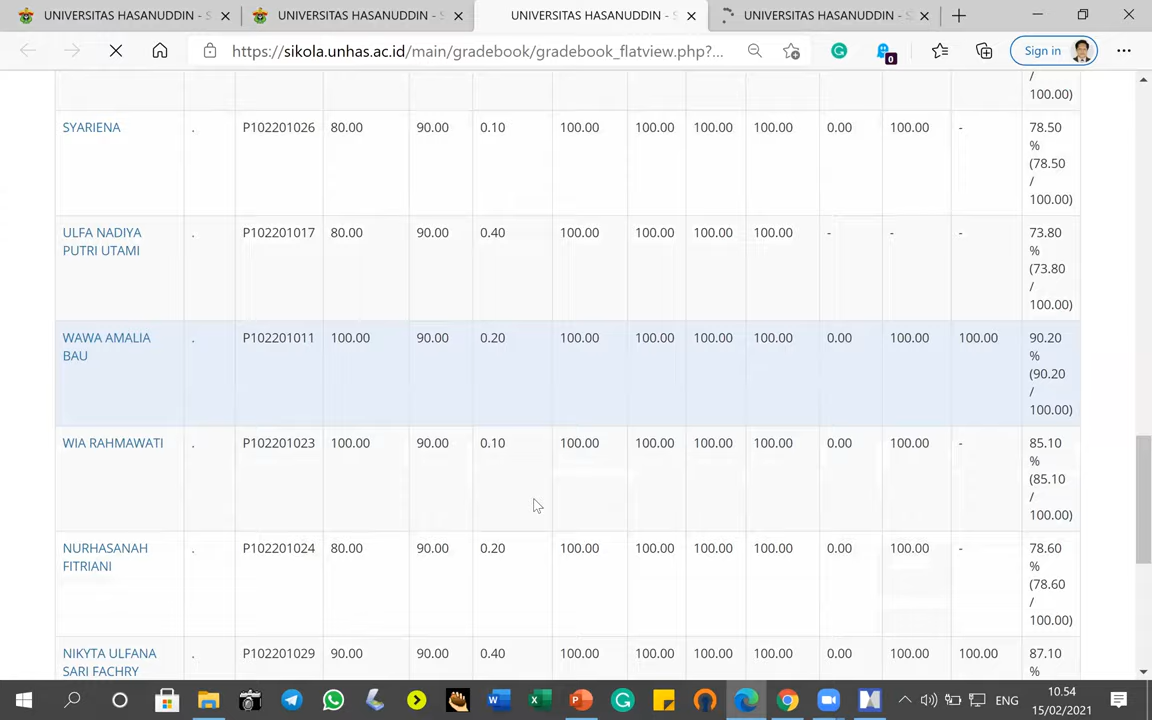 UNIVERSITAS HASANUDDIN - S
UNIVERSITAS HASANUDDIN - S
UNIVERSITAS HASANUDDIN - S
UNIVERSITAS HASANUDDIN - S
https://sikola.unhas.ac.id/main/gradebook/gradebook_flatview.php?...
0
Sign in
/
100.00)
SYARIENA . P102201026 80.00 90.00 0.10 100.00 100.00 100.00 100.00 0.00 100.00 - 78.50
%
(78.50
/
100.00)
ULFA NADIYA . P102201017 80.00 90.00 0.40 100.00 100.00 100.00 100.00 - - - 73.80
PUTRI UTAMI %
(73.80
/
100.00)
WAWA AMALIA . P102201011 100.00 90.00 0.20 100.00 100.00 100.00 100.00 0.00 100.00 100.00 90.20
BAU %
(90.20
/
100.00)
WIA RAHMAWATI . P102201023 100.00 90.00 0.10 100.00 100.00 100.00 100.00 0.00 100.00 - 85.10
%
(85.10
/
100.00)
NURHASANAH . P102201024 80.00 90.00 0.20 100.00 100.00 100.00 100.00 0.00 100.00 - 78.60
FITRIANI %
(78.60
/
100.00)
NIKYTA ULFANA . P102201029 90.00 90.00 0.40 100.00 100.00 100.00 100.00 0.00 100.00 100.00 87.10
SARI FACHRY %
ENG
10.54
15/02/2021